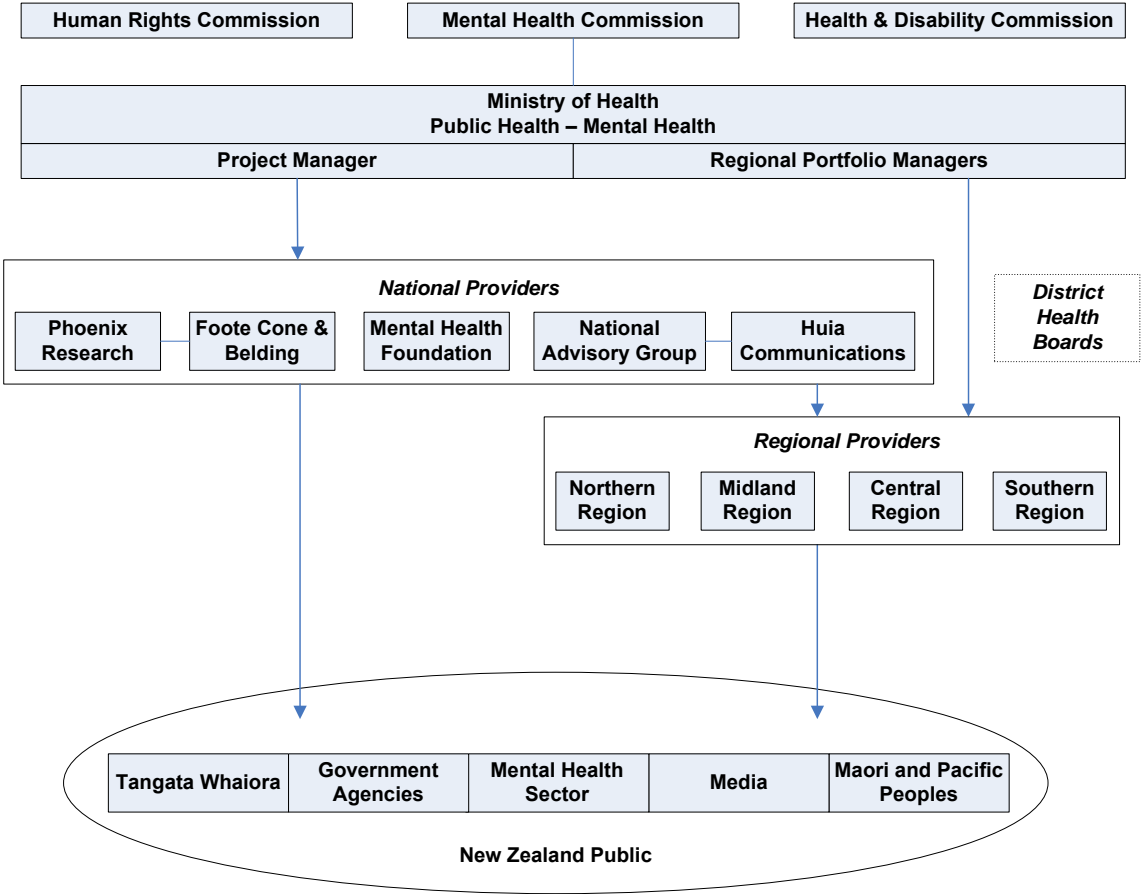 Human Rights Commission
Mental Health Commission
Health & Disability Commission
Ministry of Health
Public Health – Mental Health
Project Manager
Regional Portfolio Managers
National Providers
Phoenix
Research
Foote Cone &
Belding
Mental Health
Foundation
National
Advisory Group
Huia
Communications
District
Health
Boards
Regional Providers
Northern
Region
Midland
Region
Central
Region
Southern
Region
Tangata Whaiora
Government
Agencies
Mental Health
Sector
Media
Maori and Pacific
Peoples
New Zealand Public